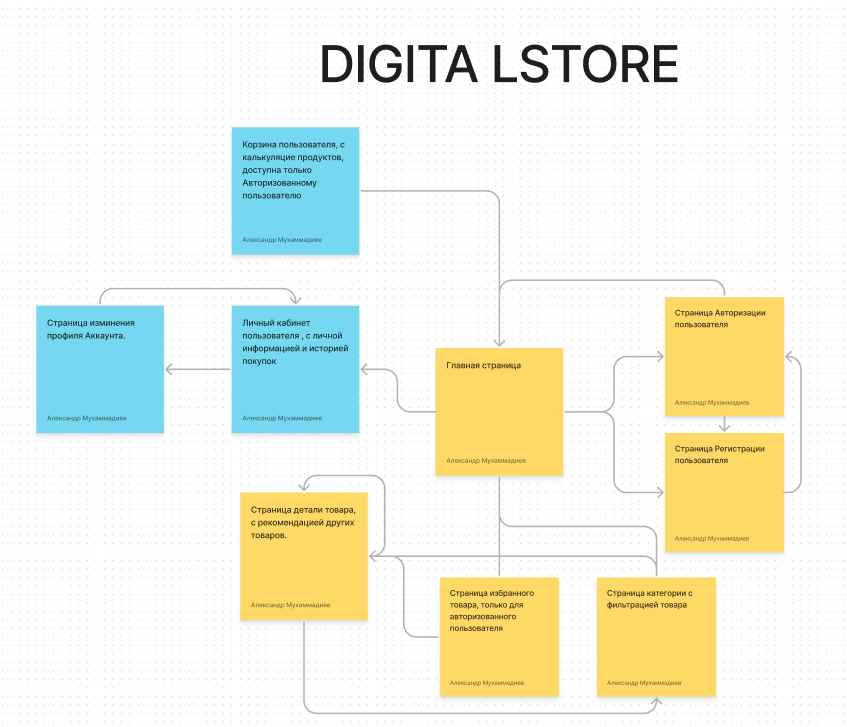 DIGITA LSTORE
Корзина пользователя, с
калькуляцие продуктов,
доступна только
Авторизованному
пользователю
Александр Мухаммадиев
Страница изминения
профиля Аккаунта.
Александр Мухаммадиев
Личный кабинет
пользователя , с личной
информацией и историей
покупок
Александр Мухаммадиев
Главная страница
Александр Мухаммадиев
Страница Авторизации
пользователя
Александр Мухаммадиев
Страница Регистрации
пользователя
Александр Мухаммадиев
Страница детали товара,
с рекомендацией других
товаров.
Александр Мухаммадиев
Страница избранного
товара, только для
авторизованного
пользователя
Александр Мухаммадиев
Страница категории с
фильтрацией товара
Александр Мухаммадиев